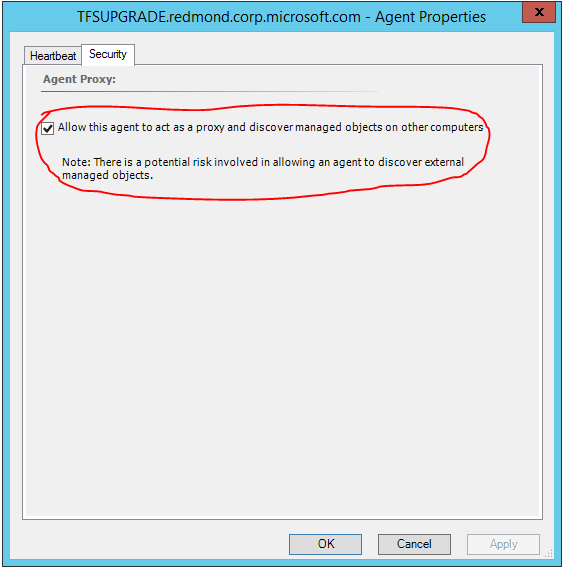 TFSUPGRADE.redmond.corp.microsoft.com - Agent Properties
x
Heartbeat Security
Agent Proxy:
Allow this agent to act as a proxy and discover managed objects on other computers
Note: There is a potential risk involved in allowing an agent to discover external
managed objects.
OK Cancel Apply